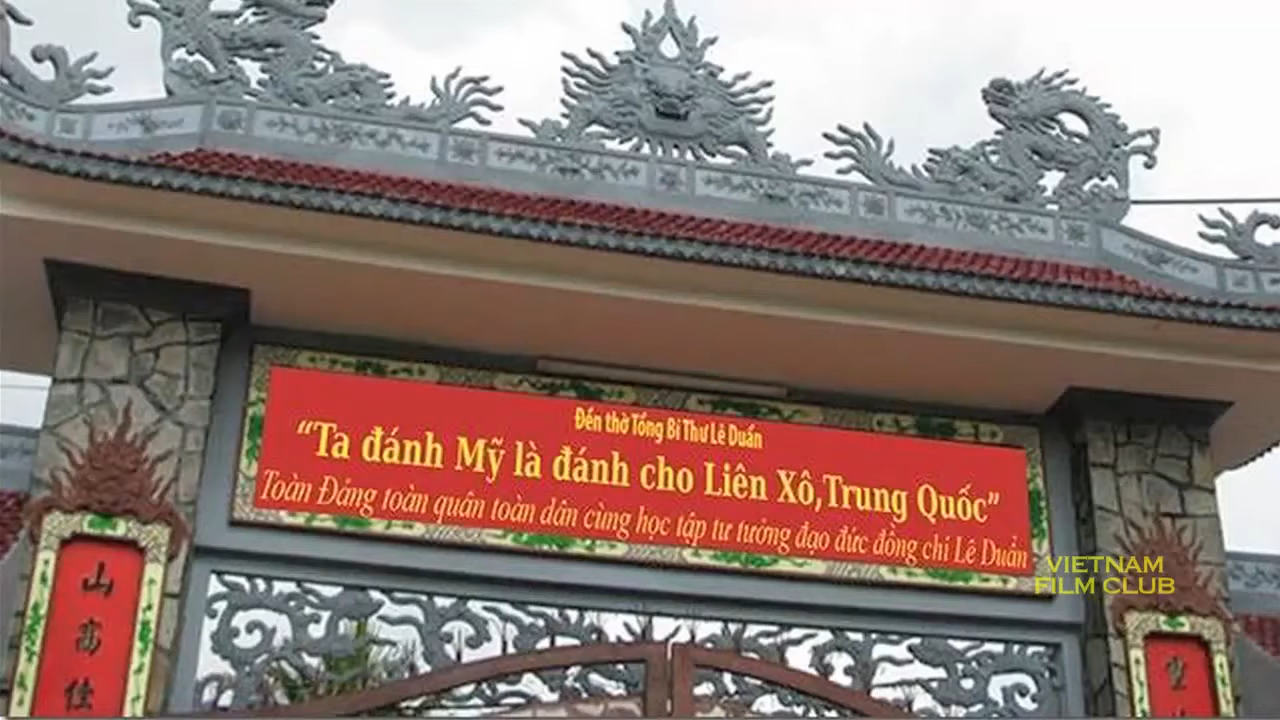 Đền thờ Tổng Bí Thư Lê Duẩn
“Ta đánh Mỹ là đánh cho Liên Xô,Trung Quốc”
Toàn Đảng toàn quân toàn dân cùng học tập tư tưởng đạo đức đồng chí Lê Duẩn
VIETNAM
FILM CLUB
山
高
佳